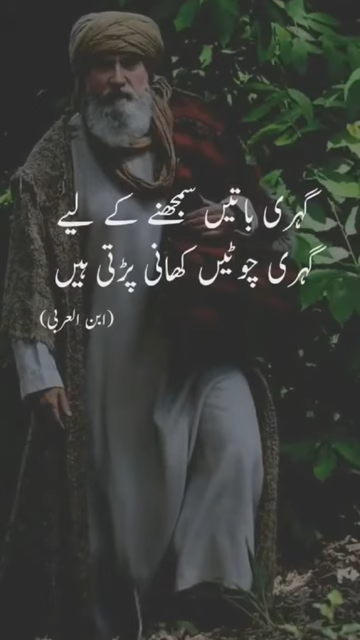 گہری باتیں سمجھنے کے لیے
گہری چوٹیں کھانی پڑتی ہیں
(ابن العربی)